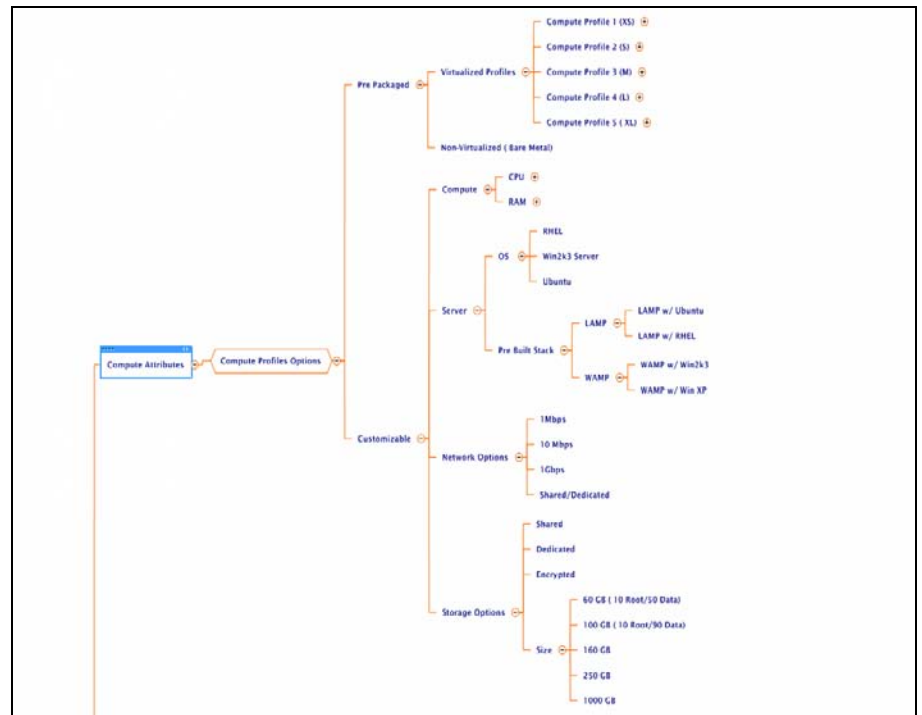 Compute Attributes
Compute Profiles Options
Pre Packaged
Virtualized Profiles
Compute Profile 1 (XS)
Compute Profile 2 (S)
Compute Profile 3 (M)
Compute Profile 4 (L)
Compute Profile 5 ( XL)
Non-Virtualized ( Bare Metal)
Customizable
Compute
CPU
RAM
Server
OS
RHEL
Win2k3 Server
Ubuntu
Pre Built Stack
LAMP
LAMP w/ Ubuntu
LAMP w/ RHEL
WAMP
WAMP w/ Win2k3
WAMP w/ Win XP
Network Options
1Mbps
10 Mbps
1Gbps
Shared/Dedicated
Storage Options
Shared
Dedicated
Encrypted
Size
60 GB ( 10 Root/50 Data)
100 GB ( 10 Root/90 Data)
160 GB
250 GB
1000 GB